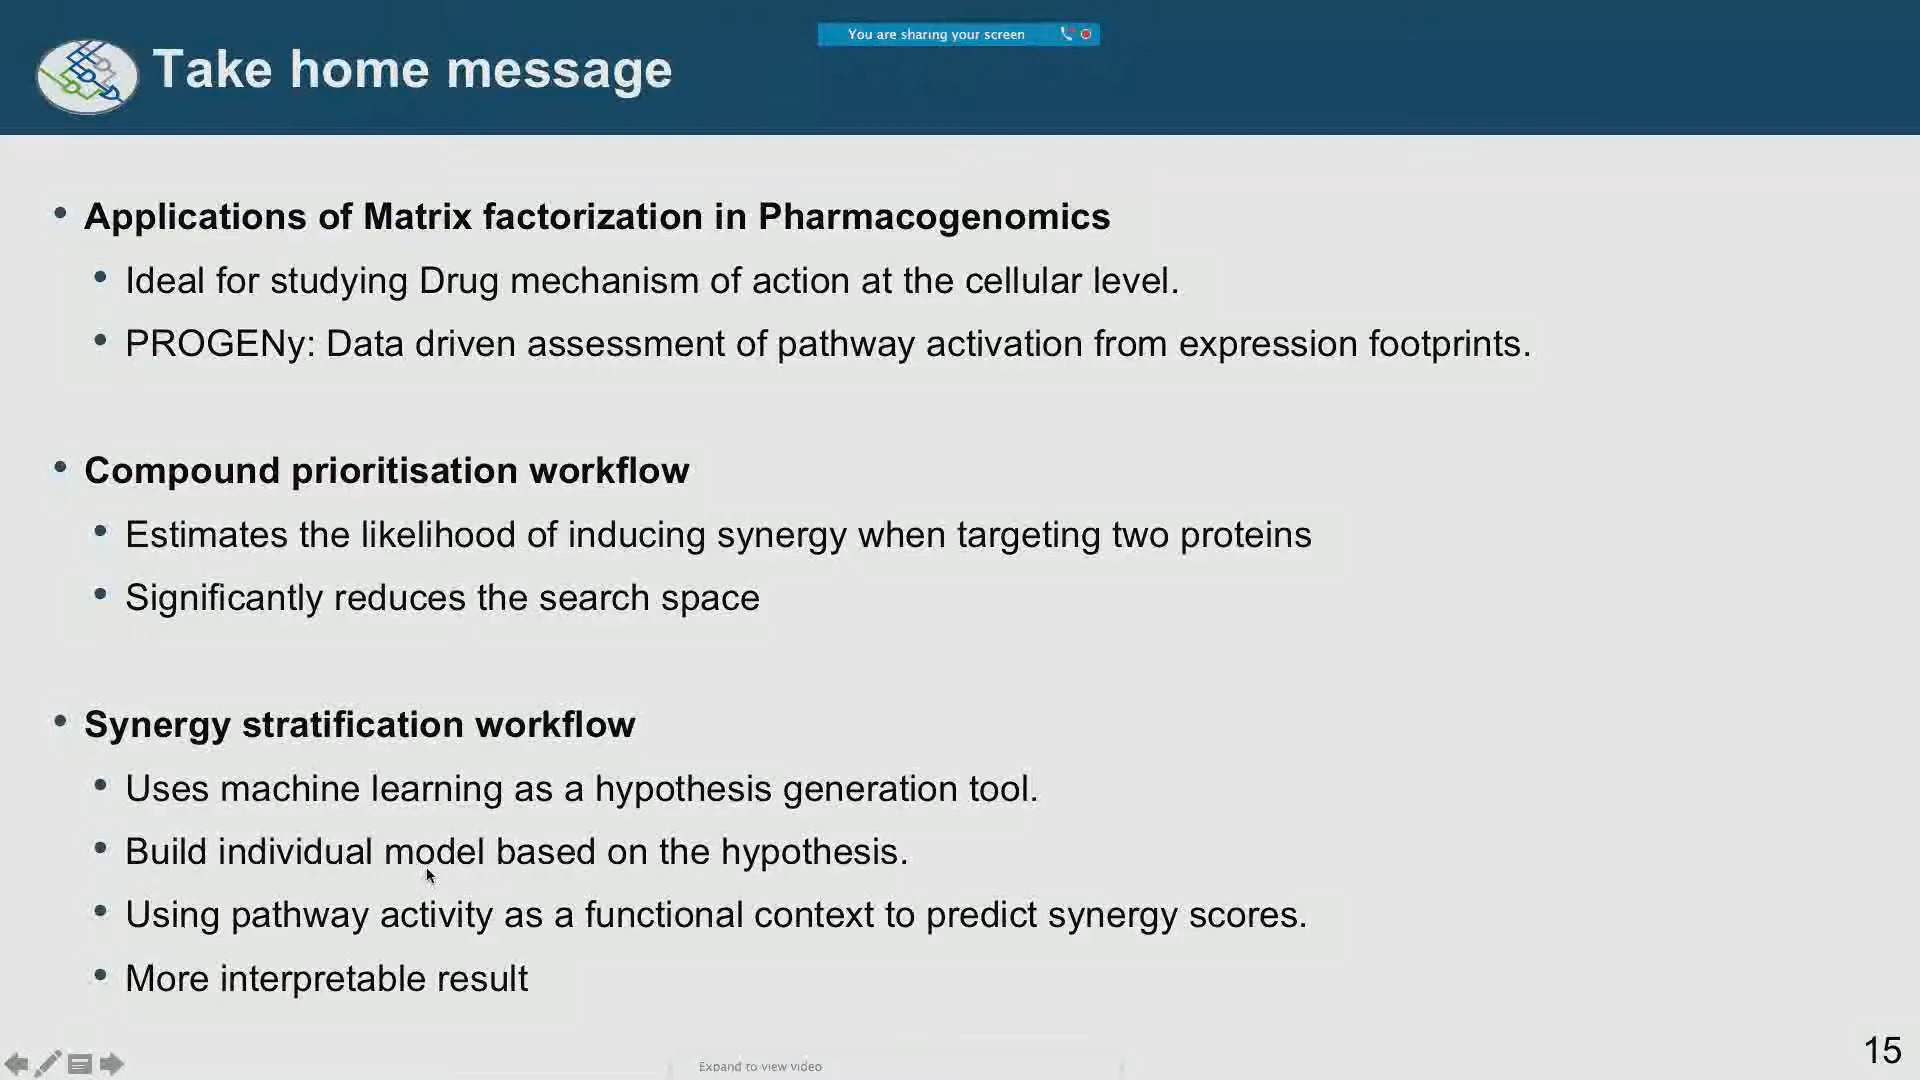 You are sharing your screen
Take home message
• Applications of Matrix factorization in Pharmacogenomics
• Ideal for studying Drug mechanism of action at the cellular level.
• PROGENy: Data driven assessment of pathway activation from expression footprints.
• Compound prioritisation workflow
• Estimates the likelihood of inducing synergy when targeting two proteins
• Significantly reduces the search space
• Synergy stratification workflow
• Uses machine learning as a hypothesis generation tool.
• Build individual model based on the hypothesis.
• Using pathway activity as a functional context to predict synergy scores.
• More interpretable result
15
Expand to view video